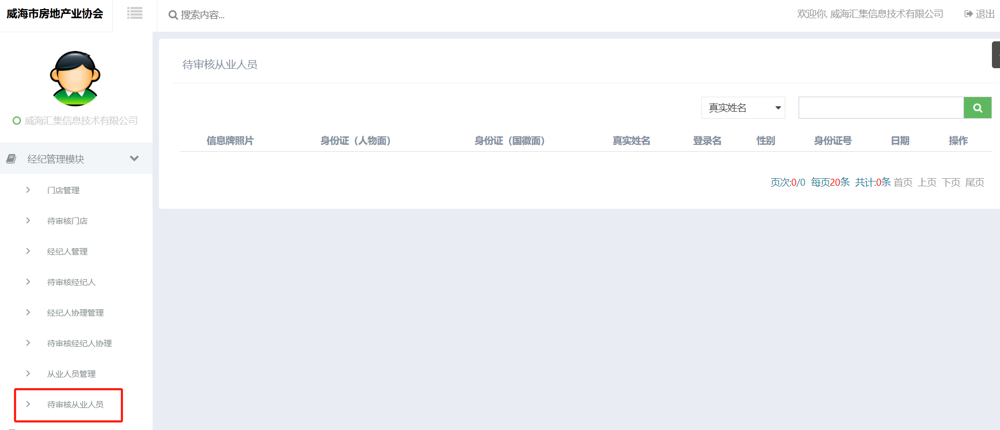 威海市房地产业协会
搜索内容...
欢迎你, 威海汇集信息技术有限公司
退出
威海汇集信息技术有限公司
经纪管理模块
门店管理
待审核门店
经纪人管理
待审核经纪人
经纪人协理管理
待审核经纪人协理
从业人员管理
待审核从业人员
待审核从业人员
真实姓名
信息牌照片 身份证（人物面） 身份证（国徽面） 真实姓名 登录名 性别 身份证号 日期 操作
页次:0/0 每页20条 共计:0条 首页 上页 下页 尾页